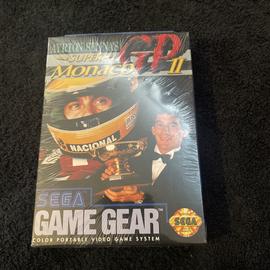 AYRTON SENNA'S
SUPER
Monaco
GP II
NACIONAL
SEGA
GAME GEAR
COLOR PORTABLE VIDEO GAME SYSTEM
SEGA